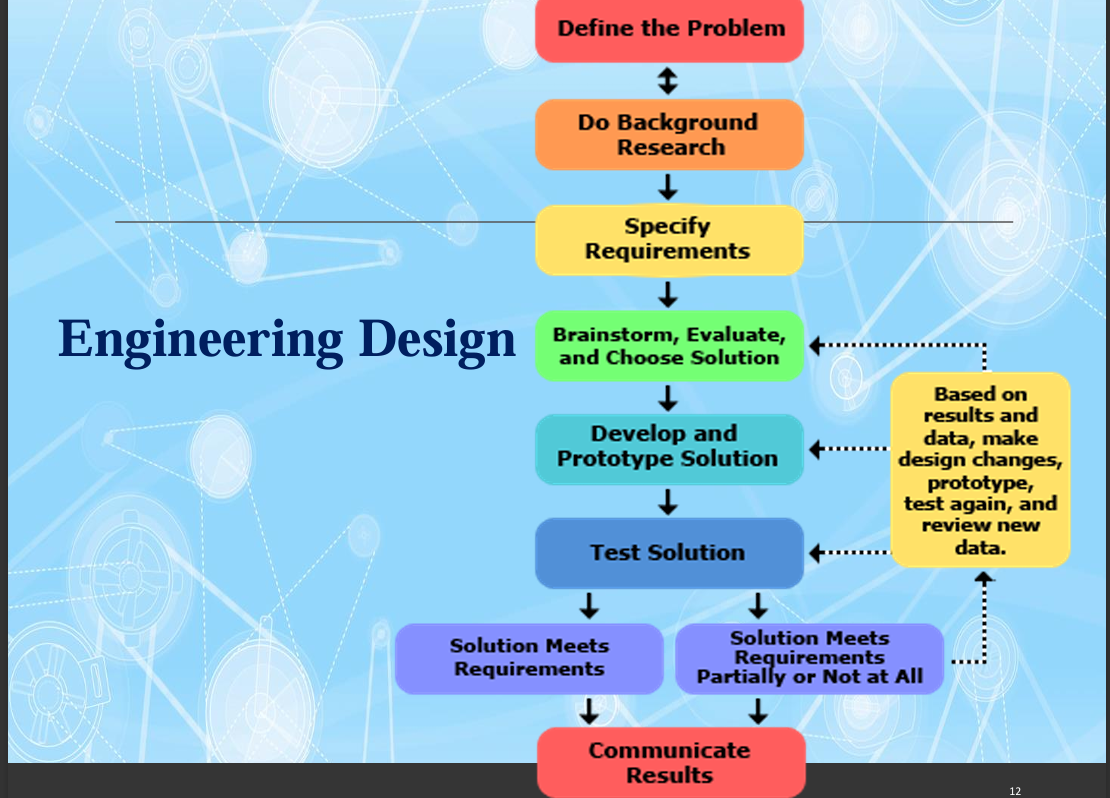 Define the Problem
Do Background
Research
Specify
Requirements
Engineering Design
Brainstorm, Evaluate,
and Choose Solution
Based on
results and
data, make
design changes,
prototype,
test again, and
review new
data.
Develop and
Prototype Solution
Test Solution
Solution Meets
Requirements
Solution Meets
Requirements
Partially or Not at All
Communicate
Results
12